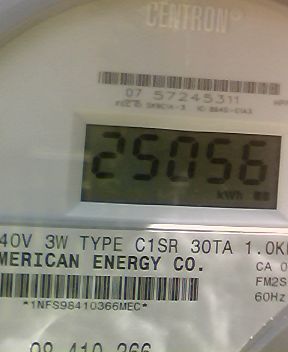 CENTRON®
07 57245311
25056
kWh
40V 3W TYPE C1SR 30TA 1.0K
MERICAN ENERGY CO.
CA 0
FM2S
60Hz
*1NFS98410366MEC*
98 410 366